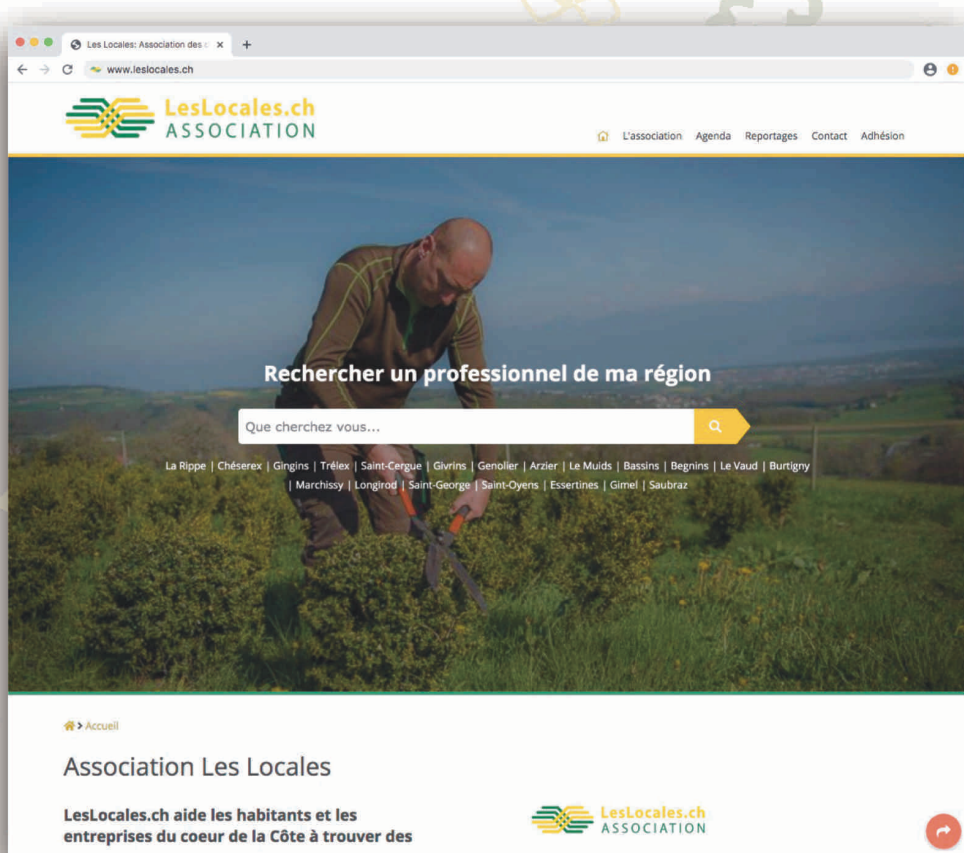 Les Locales: Association des
www.leslocales.ch
LesLocales.ch
ASSOCIATION
L'association Agenda Reportages Contact Adhésion
Rechercher un professionnel de ma région
Que cherchez vous...
La Rippe | Chéserex | Gingins | Trélex | Saint-Cergue | Givrins | Genolier | Arzier | Le Muids | Bassins | Begnins | Le Vaud | Burtigny
| Marchissy | Longirod | Saint-George | Saint-Oyens | Essertines | Gimel | Saubraz
Accueil
Association Les Locales
LesLocales.ch aide les habitants et les
entreprises du coeur de la Côte à trouver des
LesLocales.ch
ASSOCIATION